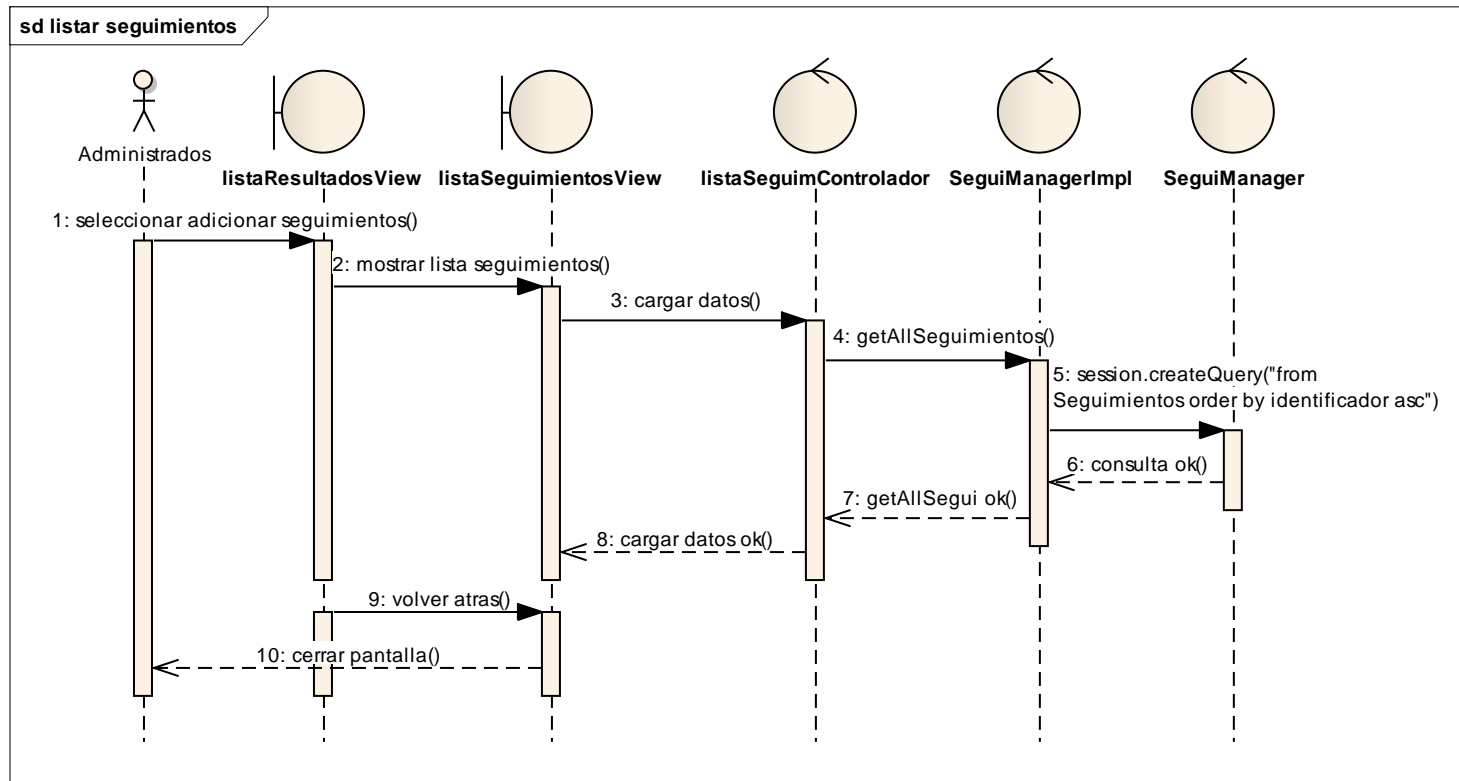 sd listar seguimientos
Administrados
listaResultadosView
listaSeguimientosView
listaSeguimControlador
SeguiManagerImpl
SeguiManager
1: seleccionar adicionar seguimientos()
2: mostrar lista seguimientos()
3: cargar datos()
4: getAllSeguimientos()
5: session.createQuery("from
Seguimientos order by identificador asc")
6: consulta ok()
7: getAllSegui ok()
8: cargar datos ok()
9: volver atras()
10: cerrar pantalla()